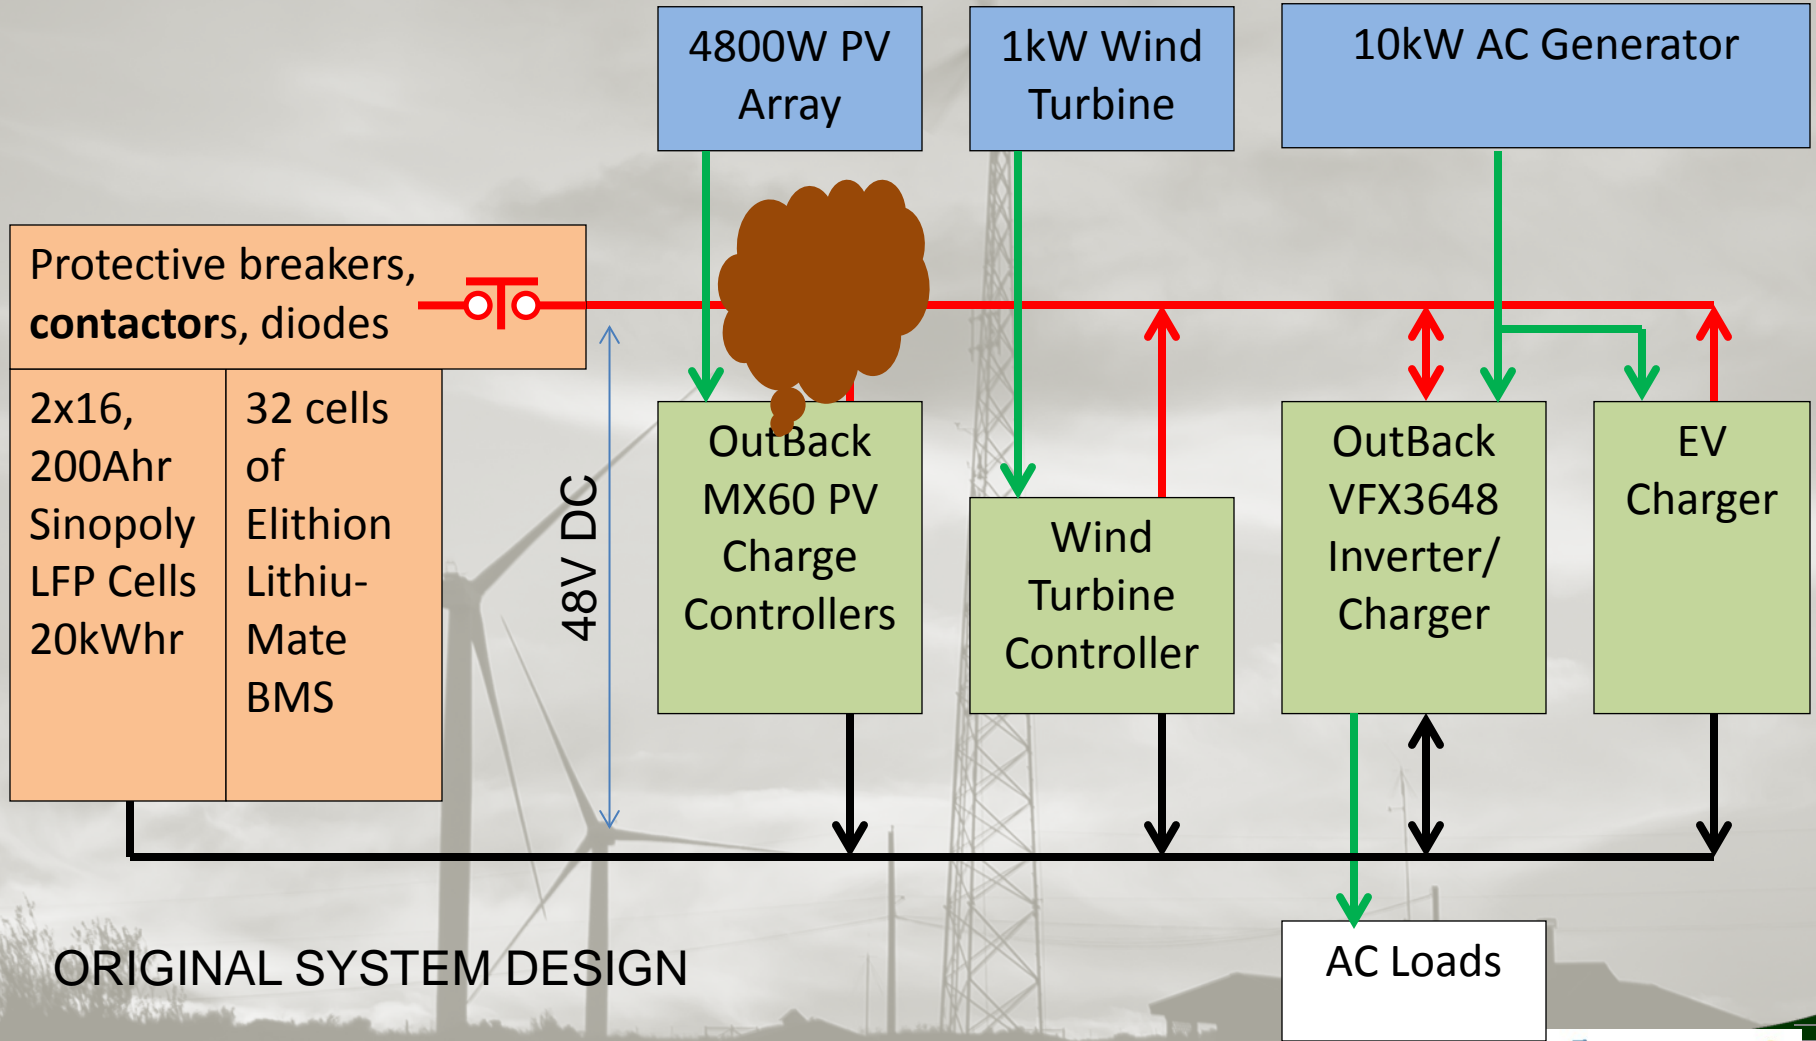 4800W PV
Array
1kW Wind
Turbine
10kW AC Generator
Protective breakers,
contactors, diodes
2x16,
200Ahr
Sinopoly
LFP Cells
20kWhr
32 cells
of
Elithion
Lithiu-
Mate
BMS
48V DC
OutBack
MX60 PV
Charge
Controllers
Wind
Turbine
Controller
OutBack
VFX3648
Inverter/
Charger
EV
Charger
AC Loads
ORIGINAL SYSTEM DESIGN